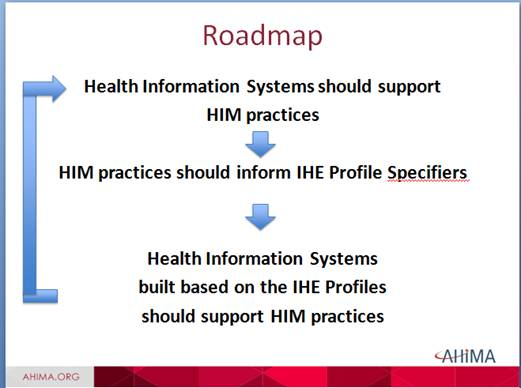 Roadmap
Health Information Systems should support
HIM practices
HIM practices should inform IHE Profile Specifiers
Health Information Systems
built based on the IHE Profiles
should support HIM practices
AHiMA
AHIMA.ORG